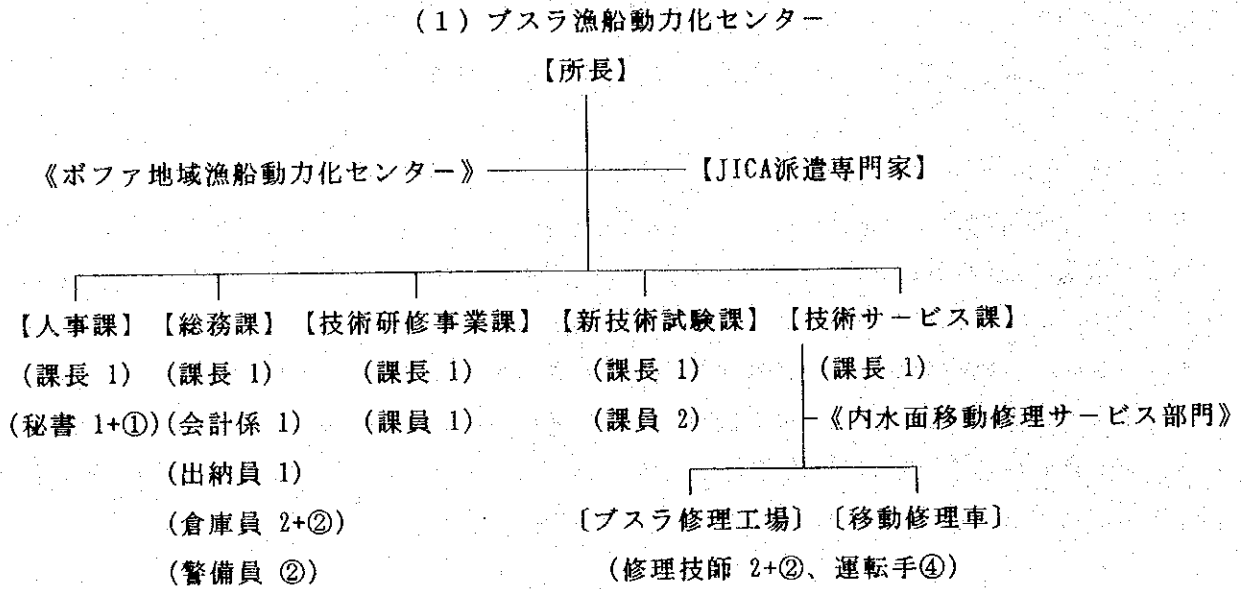 (1)ブスラ漁船動力化センター
【所長】
《ボファ地域漁船動力化センター》 【JICA派遣専門家】
【人事課】 【総務課】 【技術研修事業課】 【新技術試験課】 【技術サービス課】
(課長 1) (課長 1) (課長 1) (課長 1) (課長 1)
(秘書 1+①) (会計係 1) (課員 1) (課員 2) 《内水面移動修理サービス部門》
(出納員 1)
(倉庫員 2+②) 〔ブスラ修理工場〕 〔移動修理車〕
(警備員 ②) (修理技師 2+②、運転手④)